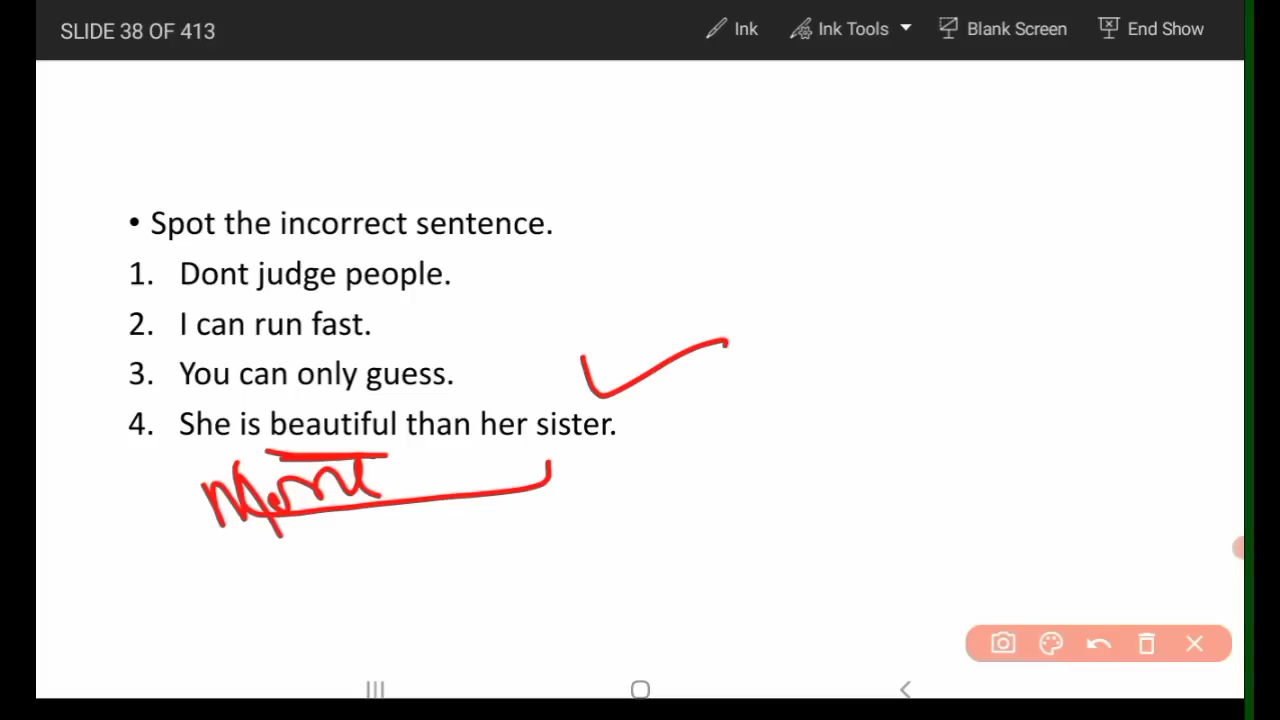 SLIDE 38 OF 413 Ink Ink Tools Blank Screen End Show
• Spot the incorrect sentence.
1. Dont judge people.
2. I can run fast.
3. You can only guess.
4. She is beautiful than her sister.